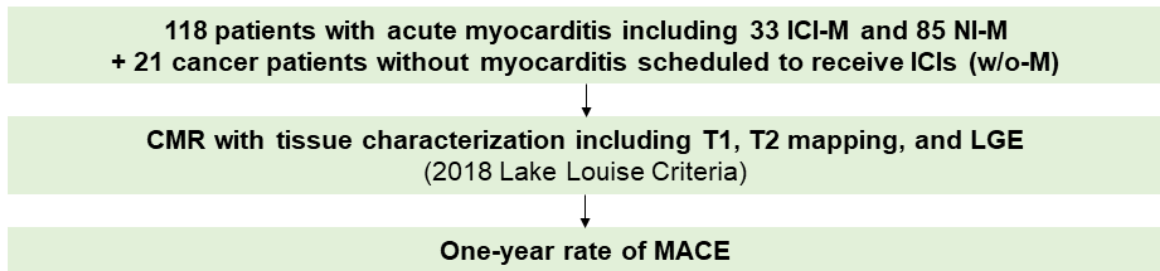 118 patients with acute myocarditis including 33 ICI-M and 85 NI-M
+ 21 cancer patients without myocarditis scheduled to receive ICIs (w/o-M)
CMR with tissue characterization including T1, T2 mapping, and LGE
(2018 Lake Louise Criteria)
One-year rate of MACE